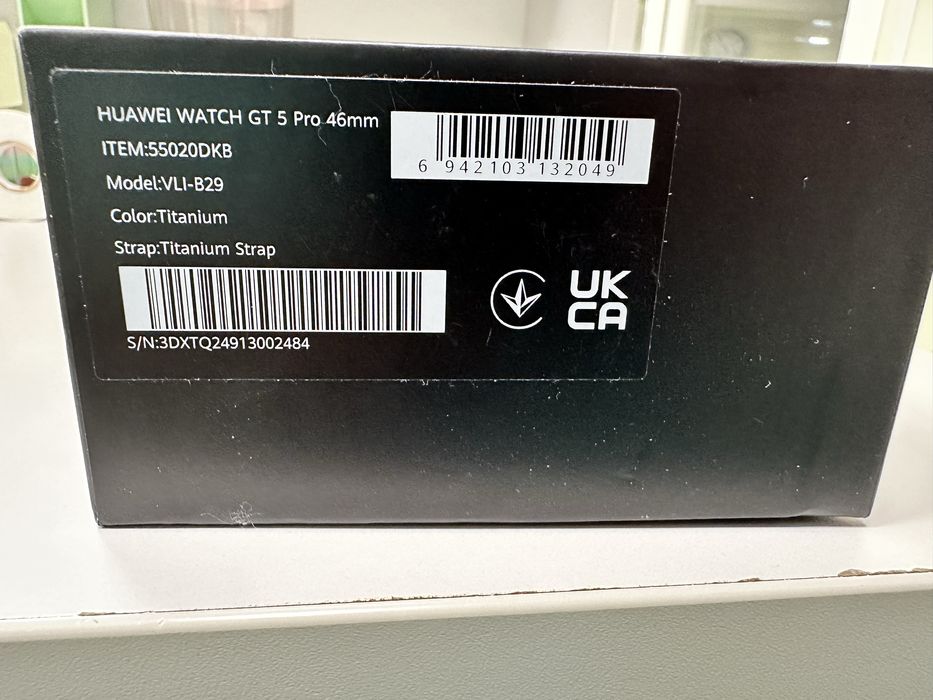 HUAWEI WATCH GT 5 Pro 46mm
ITEM:55020DKB
Model:VLI-B29
Color:Titanium
Strap:Titanium Strap
6 942103 132049
UK
CA
S/N:3DXTQ24913002484